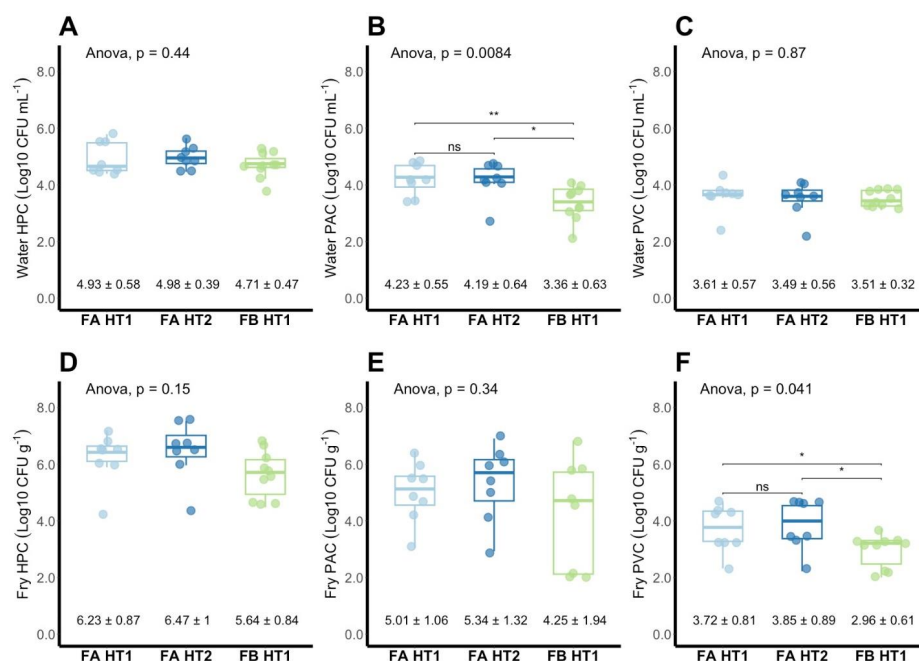 A
Anova, p = 0.44
Water HPC (Log10 CFU mL⁻¹)
8.0
6.0
4.0
2.0
0.0
4.93 ± 0.58 4.98 ± 0.39 4.71 ± 0.47
FA HT1 FA HT2 FB HT1
B
Anova, p = 0.0084
Water PAC (Log10 CFU mL⁻¹)
8.0
6.0
4.0
2.0
0.0
**
*
ns
4.23 ± 0.55 4.19 ± 0.64 3.36 ± 0.63
FA HT1 FA HT2 FB HT1
C
Anova, p = 0.87
Water PVC (Log10 CFU mL⁻¹)
8.0
6.0
4.0
2.0
0.0
3.61 ± 0.57 3.49 ± 0.56 3.51 ± 0.32
FA HT1 FA HT2 FB HT1
D
Anova, p = 0.15
Fry HPC (Log10 CFU g⁻¹)
8.0
6.0
4.0
2.0
0.0
6.23 ± 0.87 6.47 ± 1 5.64 ± 0.84
FA HT1 FA HT2 FB HT1
E
Anova, p = 0.34
Fry PAC (Log10 CFU g⁻¹)
8.0
6.0
4.0
2.0
0.0
5.01 ± 1.06 5.34 ± 1.32 4.25 ± 1.94
FA HT1 FA HT2 FB HT1
F
Anova, p = 0.041
Fry PVC (Log10 CFU g⁻¹)
8.0
6.0
4.0
2.0
0.0
*
*
ns
3.72 ± 0.81 3.85 ± 0.89 2.96 ± 0.61
FA HT1 FA HT2 FB HT1